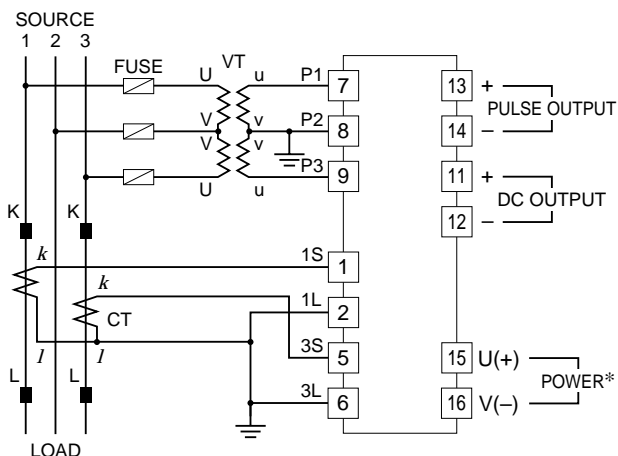 SOURCE
1 2 3
FUSE
VT
U u P1 7
V v P2 8
V v
U u P3 9
13 +
PULSE OUTPUT
14 –
11 +
DC OUTPUT
12 –
K K
k 1S 1
k 1L 2
CT
l l 3S 5
L L 3L 6
15 U(+)
POWER*
16 V(–)
LOAD